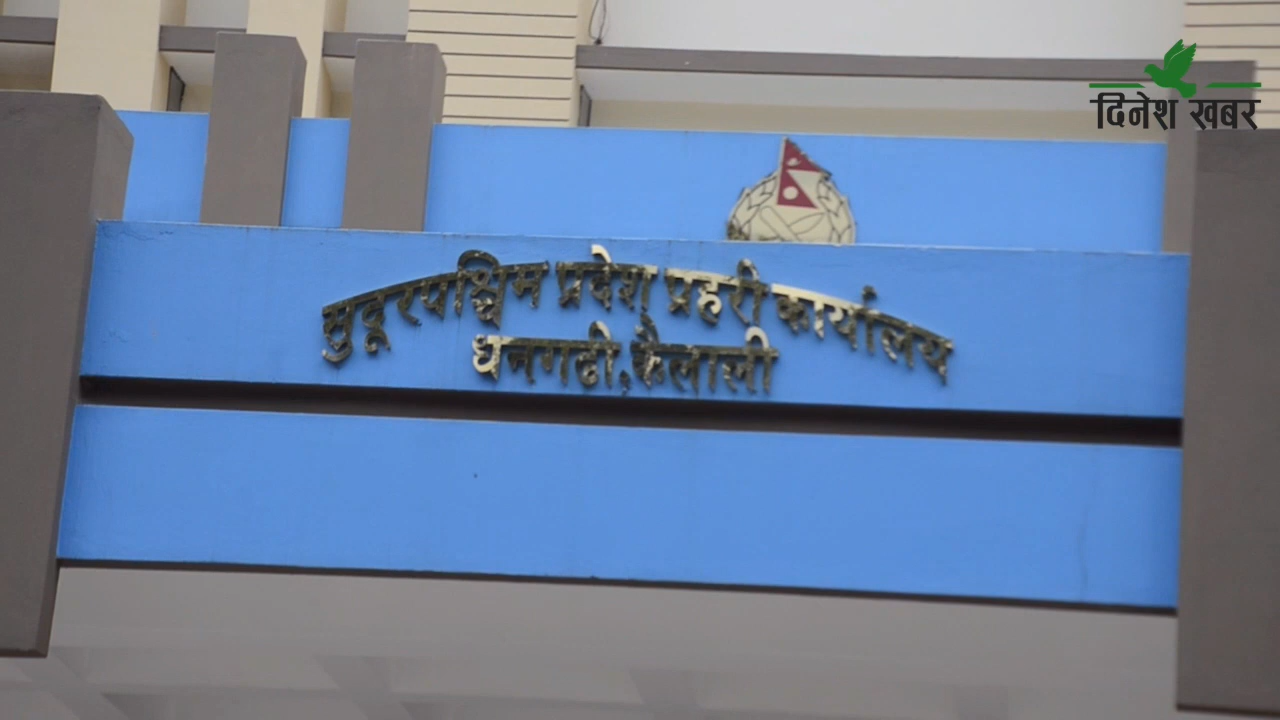 दिनेश खबर
सुदूरपश्चिम प्रदेश प्रहरी कार्यालय
धनगढी, कैलाली